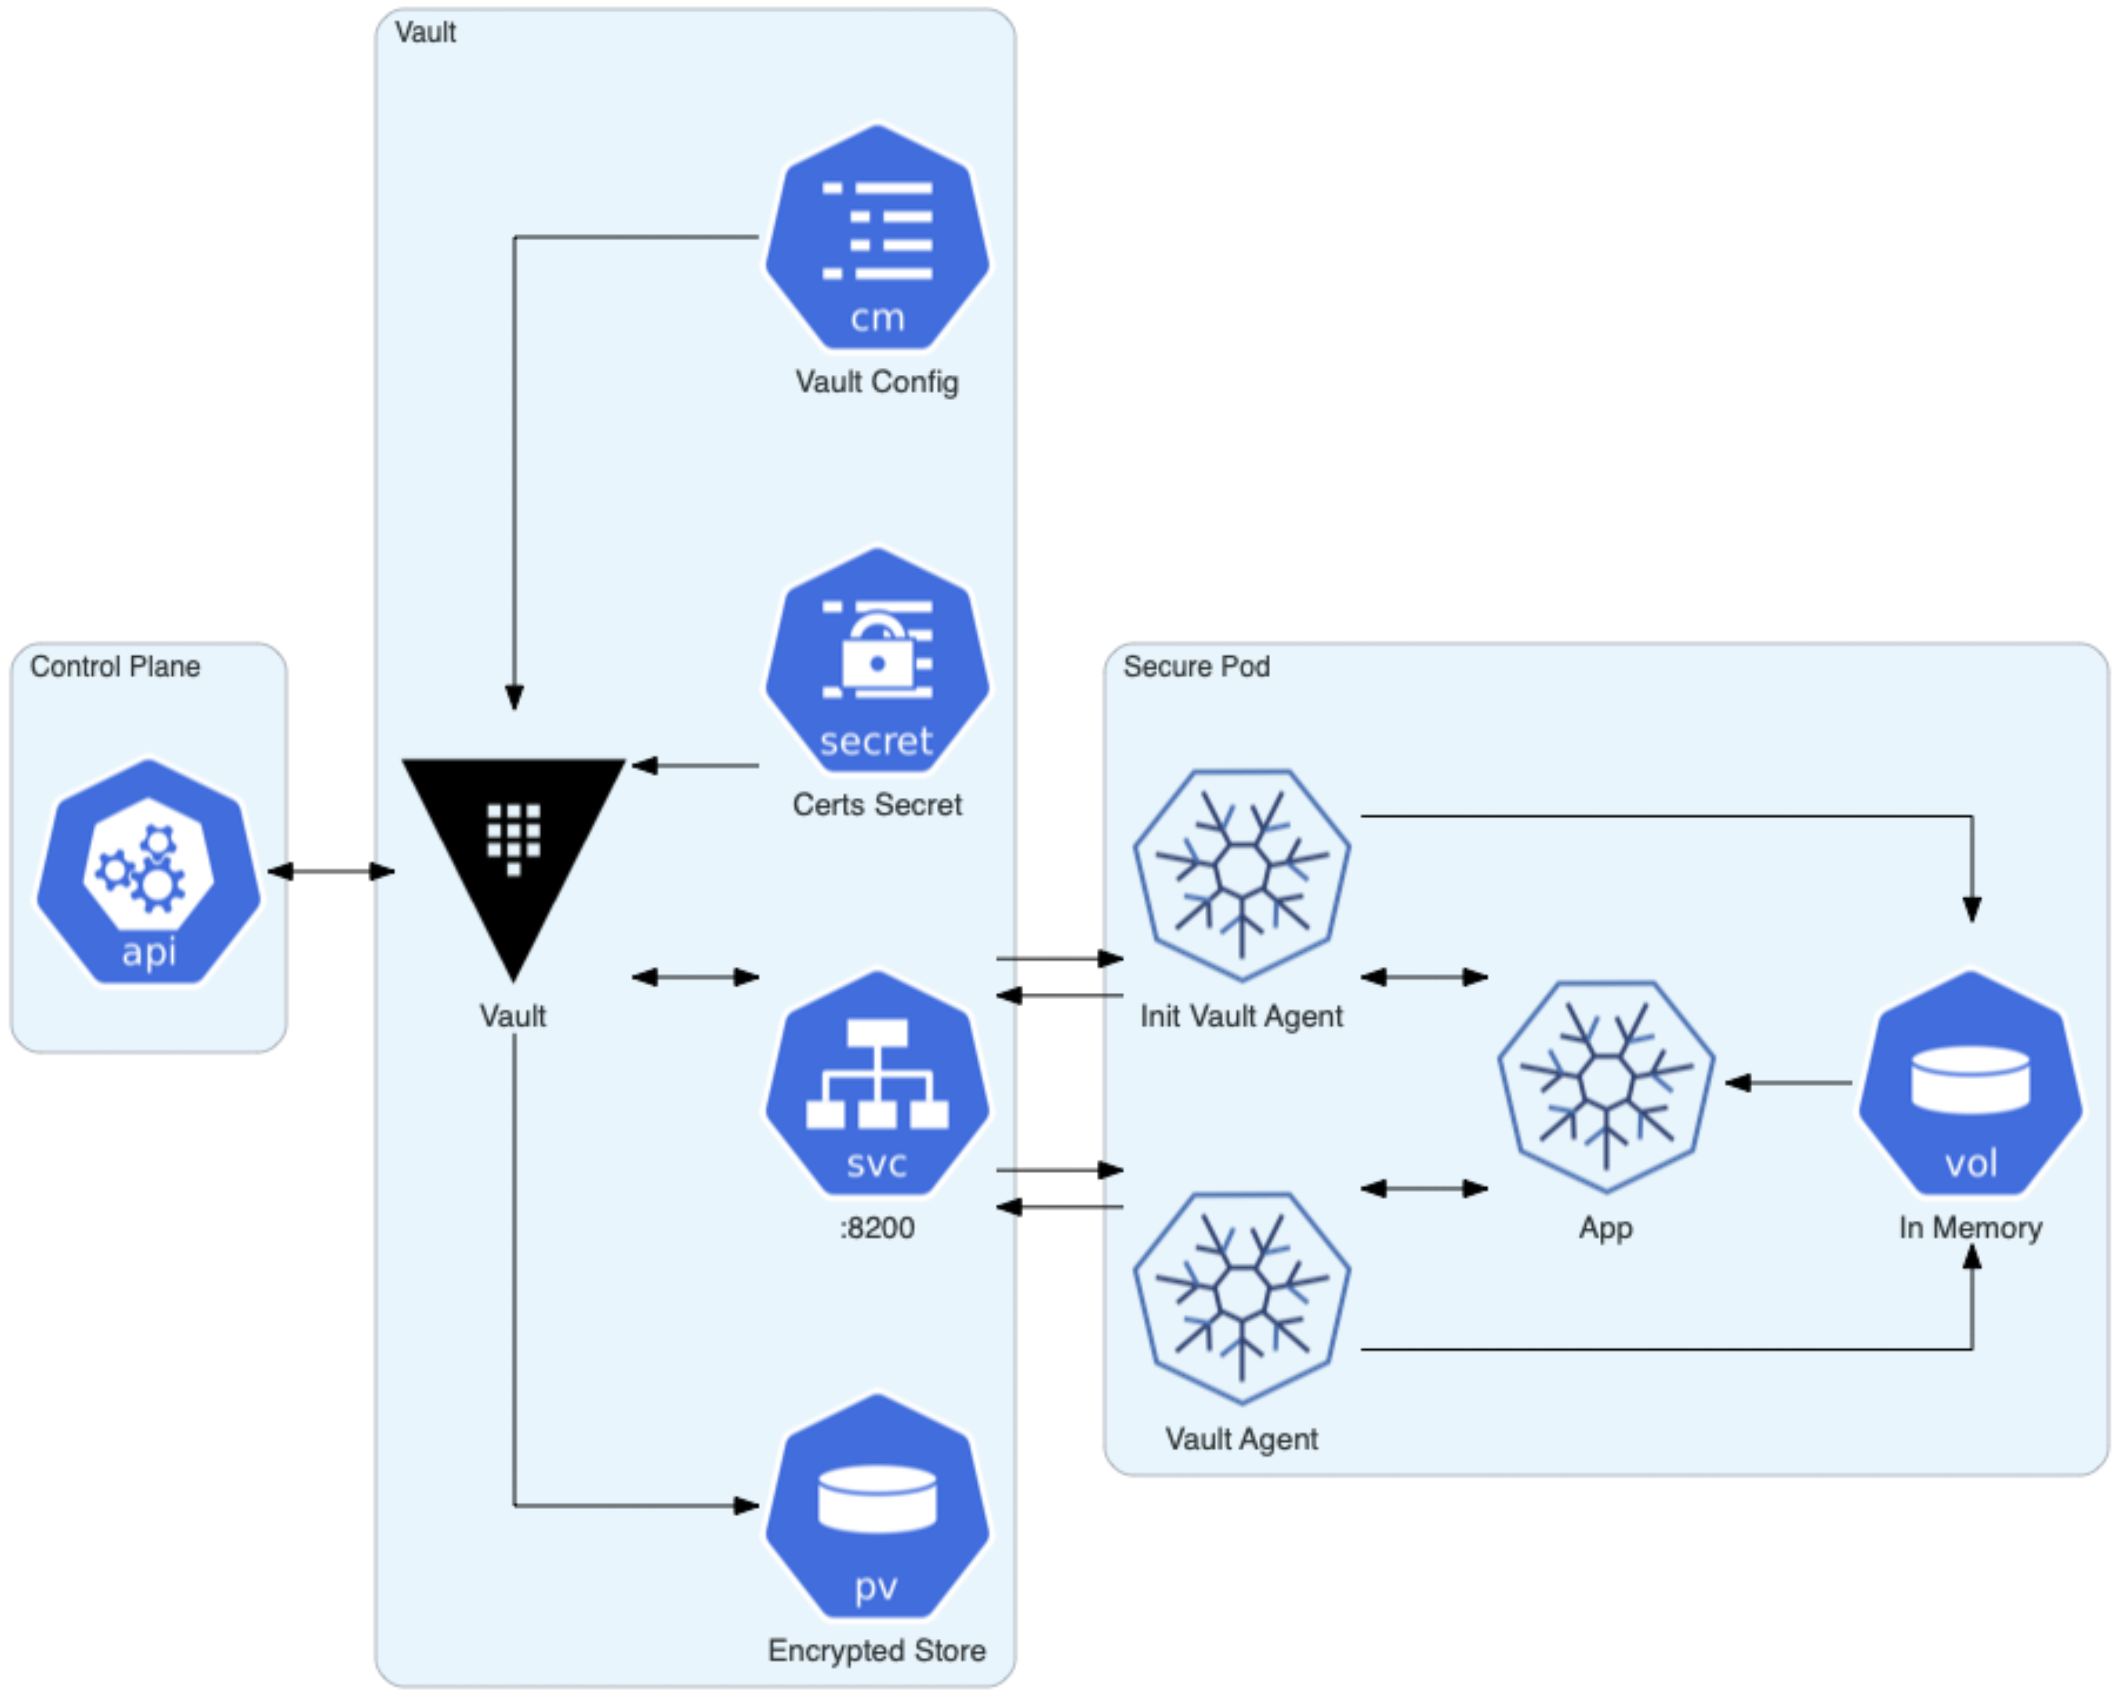 Vault
cm
Vault Config
secret
Certs Secret
Control Plane
api
Vault
svc
:8200
pv
Encrypted Store
Secure Pod
Init Vault Agent
App
vol
In Memory
Vault Agent